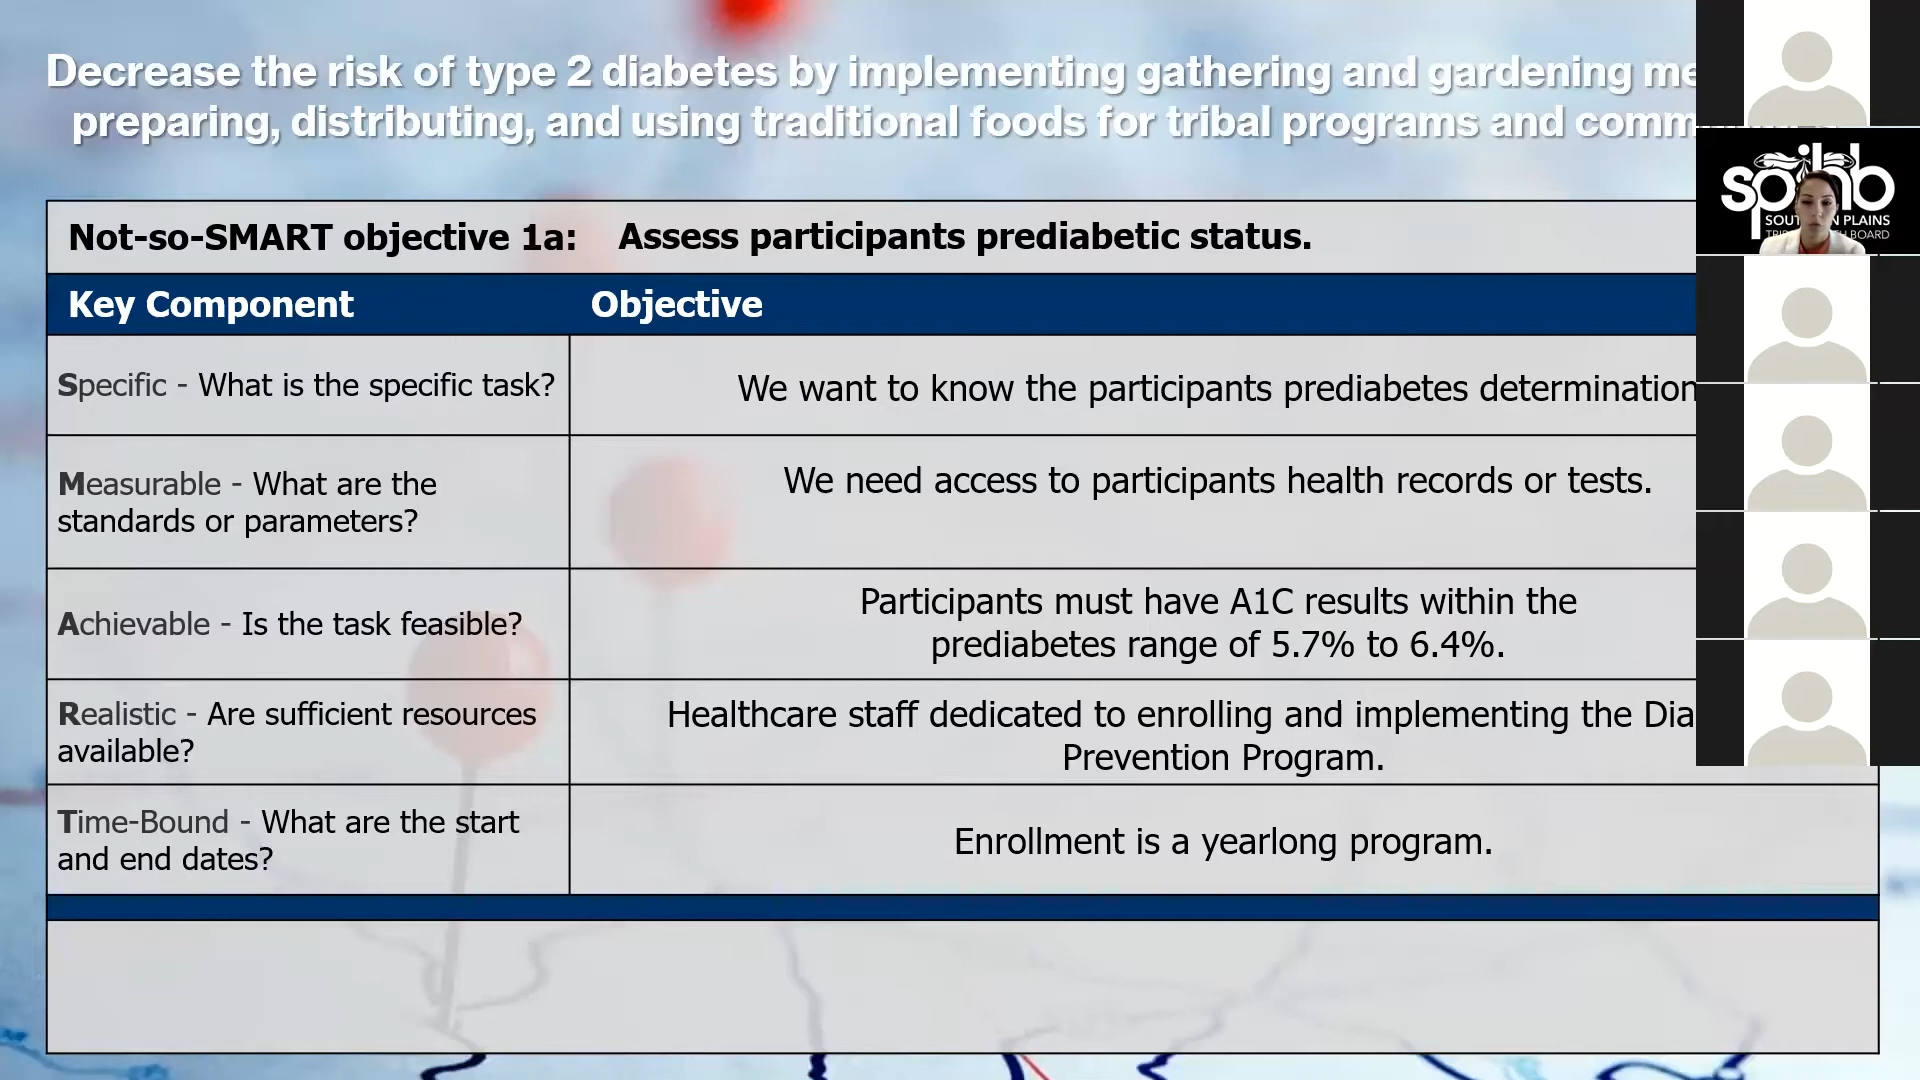 Decrease the risk of type 2 diabetes by implementing gathering and gardening
preparing, distributing, and using traditional foods for tribal programs and
Not-so-SMART objective 1a: Assess participants prediabetic status.
Key Component Objective
Specific - What is the specific task?
We want to know the participants prediabetes determination
Measurable - What are the
standards or parameters?
We need access to participants health records or tests.
Achievable - Is the task feasible?
Participants must have A1C results within the
prediabetes range of 5.7% to 6.4%.
Realistic - Are sufficient resources
available?
Healthcare staff dedicated to enrolling and implementing the
Prevention Program.
Time-Bound - What are the start
and end dates?
Enrollment is a yearlong program.
PLAINS
BOARD